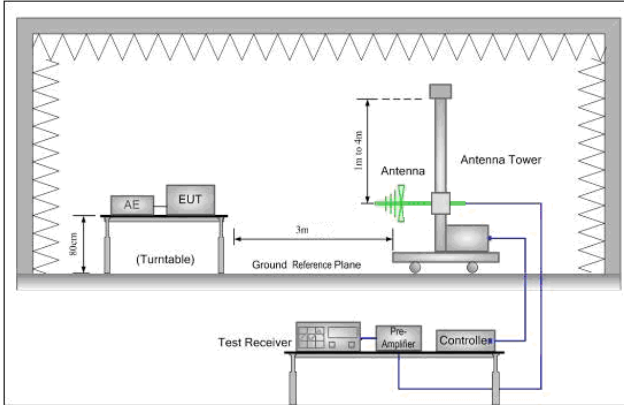 1m to 4m
Antenna
Antenna Tower
AE
EUT
80cm
(Turntable)
3m
Ground Reference Plane
Test Receiver
Pre-
Amplifier
Controller